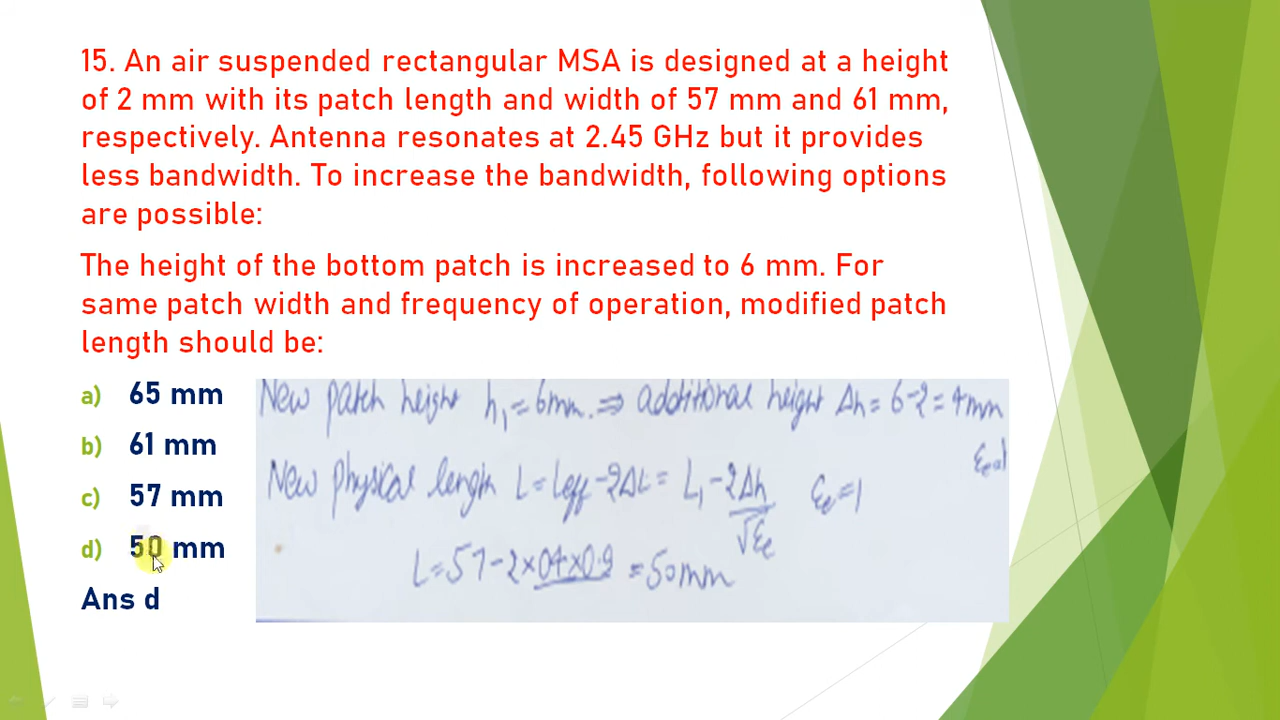 15. An air suspended rectangular MSA is designed at a height
of 2 mm with its patch length and width of 57 mm and 61 mm,
respectively. Antenna resonates at 2.45 GHz but it provides
less bandwidth. To increase the bandwidth, following options
are possible:
The height of the bottom patch is increased to 6 mm. For
same patch width and frequency of operation, modified patch
length should be:
a) 65 mm
b) 61 mm
c) 57 mm
d) 50 mm
Ans d
New patch height h₁ = 6mm. ⇒ additional height Δh = 6-2 = 4mm
New physical length L = Leff - 2ΔL = L₁ - 2Δh/√εe εe = 1
L = 57 - 2 × 04 × 0.9 = 50mm